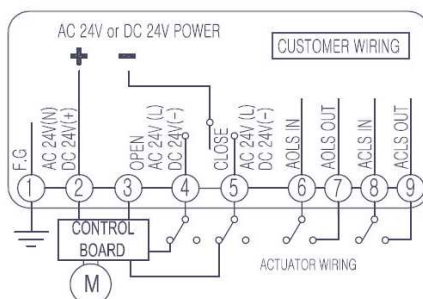 AC 24V or DC 24V POWER
+ −
CUSTOMER WIRING
F.G
AC 24V(N)
DC 24V(+)
OPEN
AC 24V (L)
DC 24V(−)
CLOSE
AC 24V (L)
DC 24V(−)
AOLS IN
AOLS OUT
ACLS IN
ACLS OUT
1 2 3 4 5 6 7 8 9
CONTROL
BOARD
M
ACTUATOR WIRING